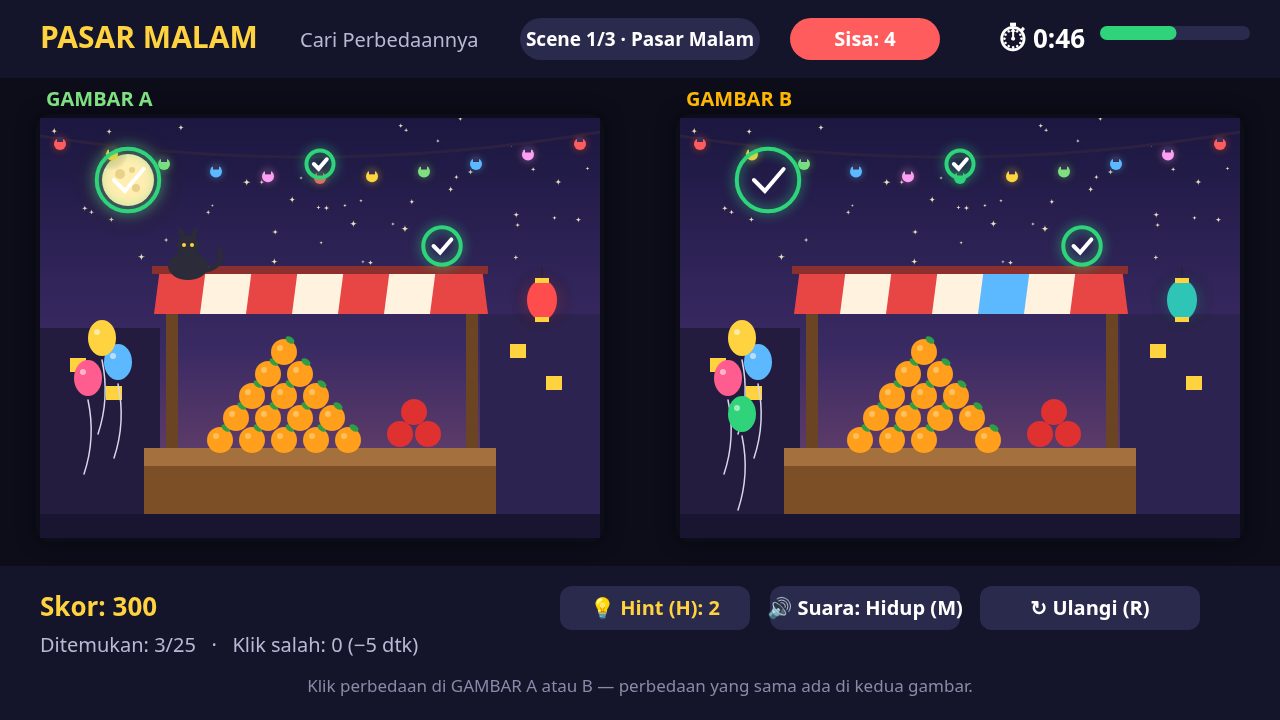 PASAR MALAM
Cari Perbedaannya
Scene 1/3 · Pasar Malam
Sisa: 4
⏱ 0:46
GAMBAR A
GAMBAR B
Skor: 300
💡 Hint (H): 2
🔊 Suara: Hidup (M)
↻ Ulangi (R)
Ditemukan: 3/25 · Klik salah: 0 (−5 dtk)
Klik perbedaan di GAMBAR A atau B — perbedaan yang sama ada di kedua gambar.